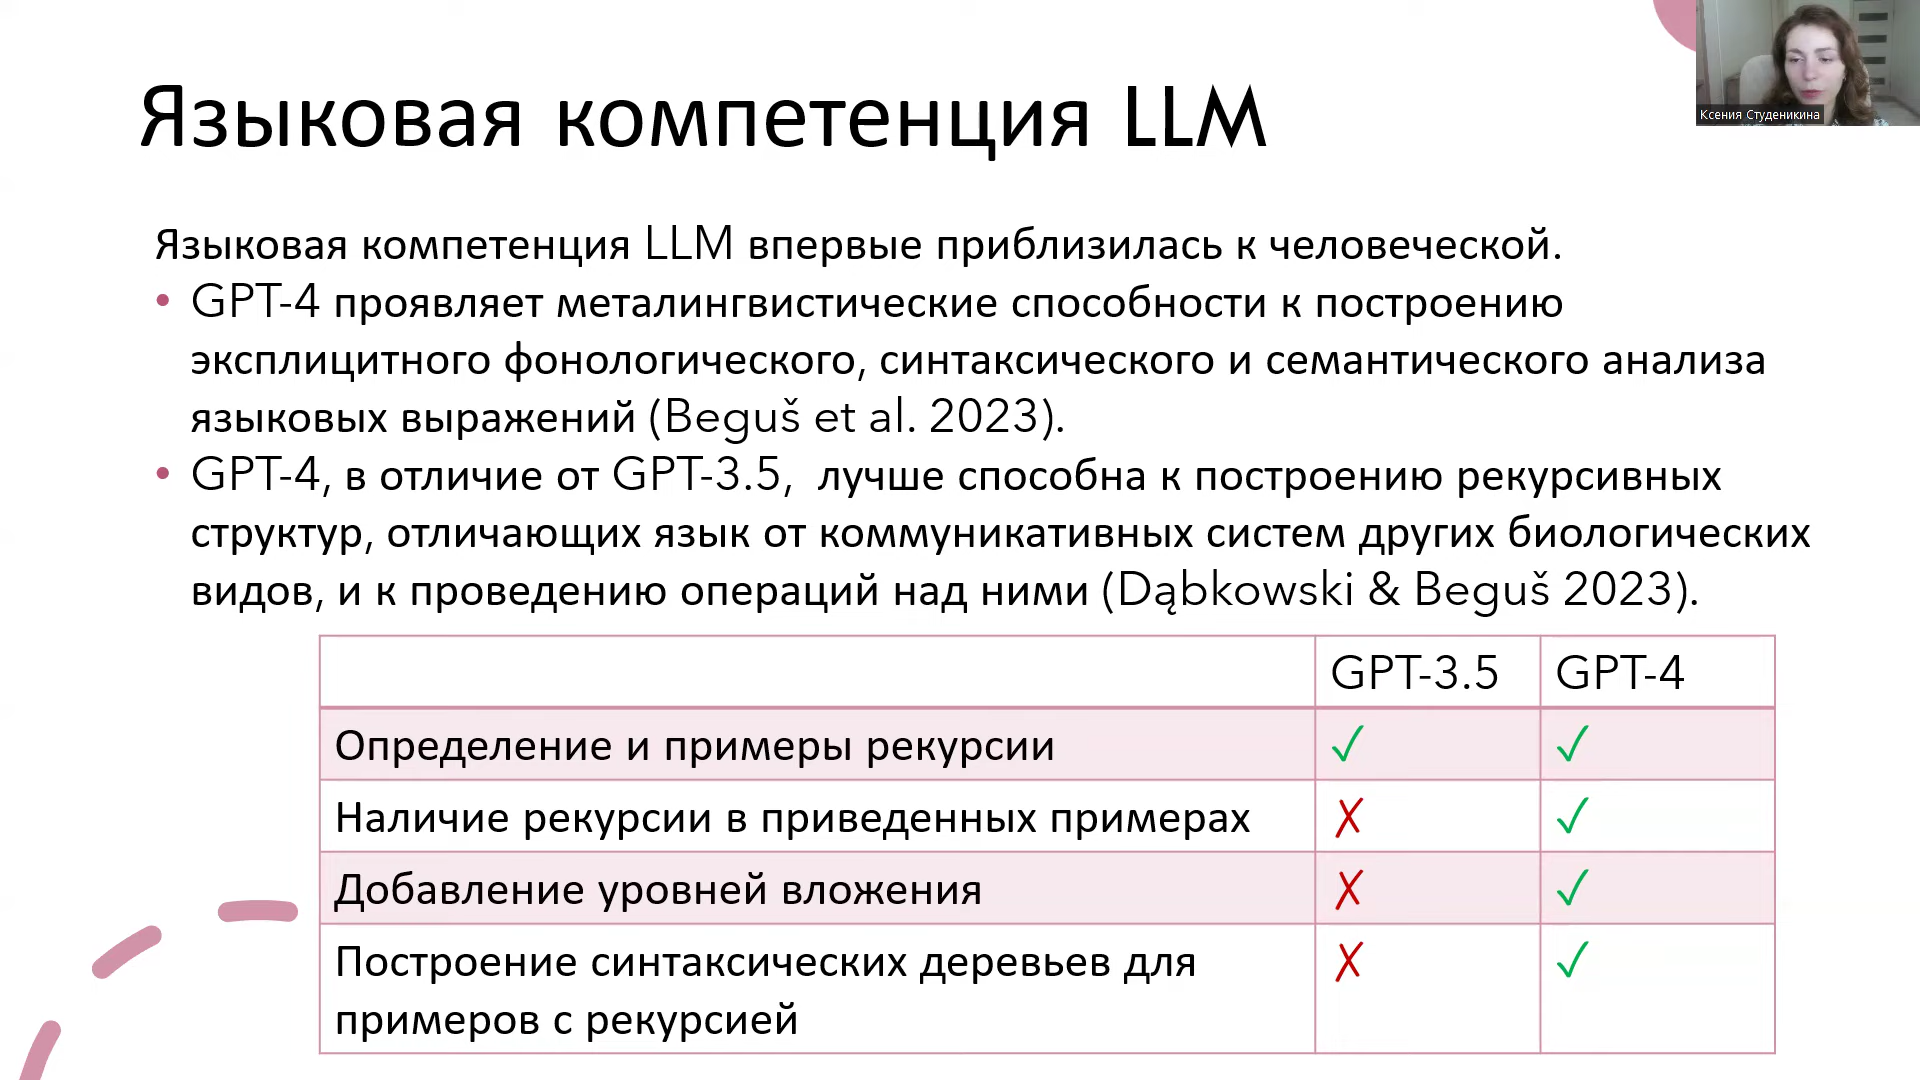 Языковая компетенция LLM
Ксения Студеникина
Языковая компетенция LLM впервые приблизилась к человеческой.
• GPT-4 проявляет металингвистические способности к построению
эксплицитного фонологического, синтаксического и семантического анализа
языковых выражений (Beguš et al. 2023).
• GPT-4, в отличие от GPT-3.5, лучше способна к построению рекурсивных
структур, отличающих язык от коммуникативных систем других биологических
видов, и к проведению операций над ними (Dąbkowski & Beguš 2023).
GPT-3.5 GPT-4
Определение и примеры рекурсии ✓ ✓
Наличие рекурсии в приведенных примерах ✗ ✓
Добавление уровней вложения ✗ ✓
Построение синтаксических деревьев для ✗ ✓
примеров с рекурсией